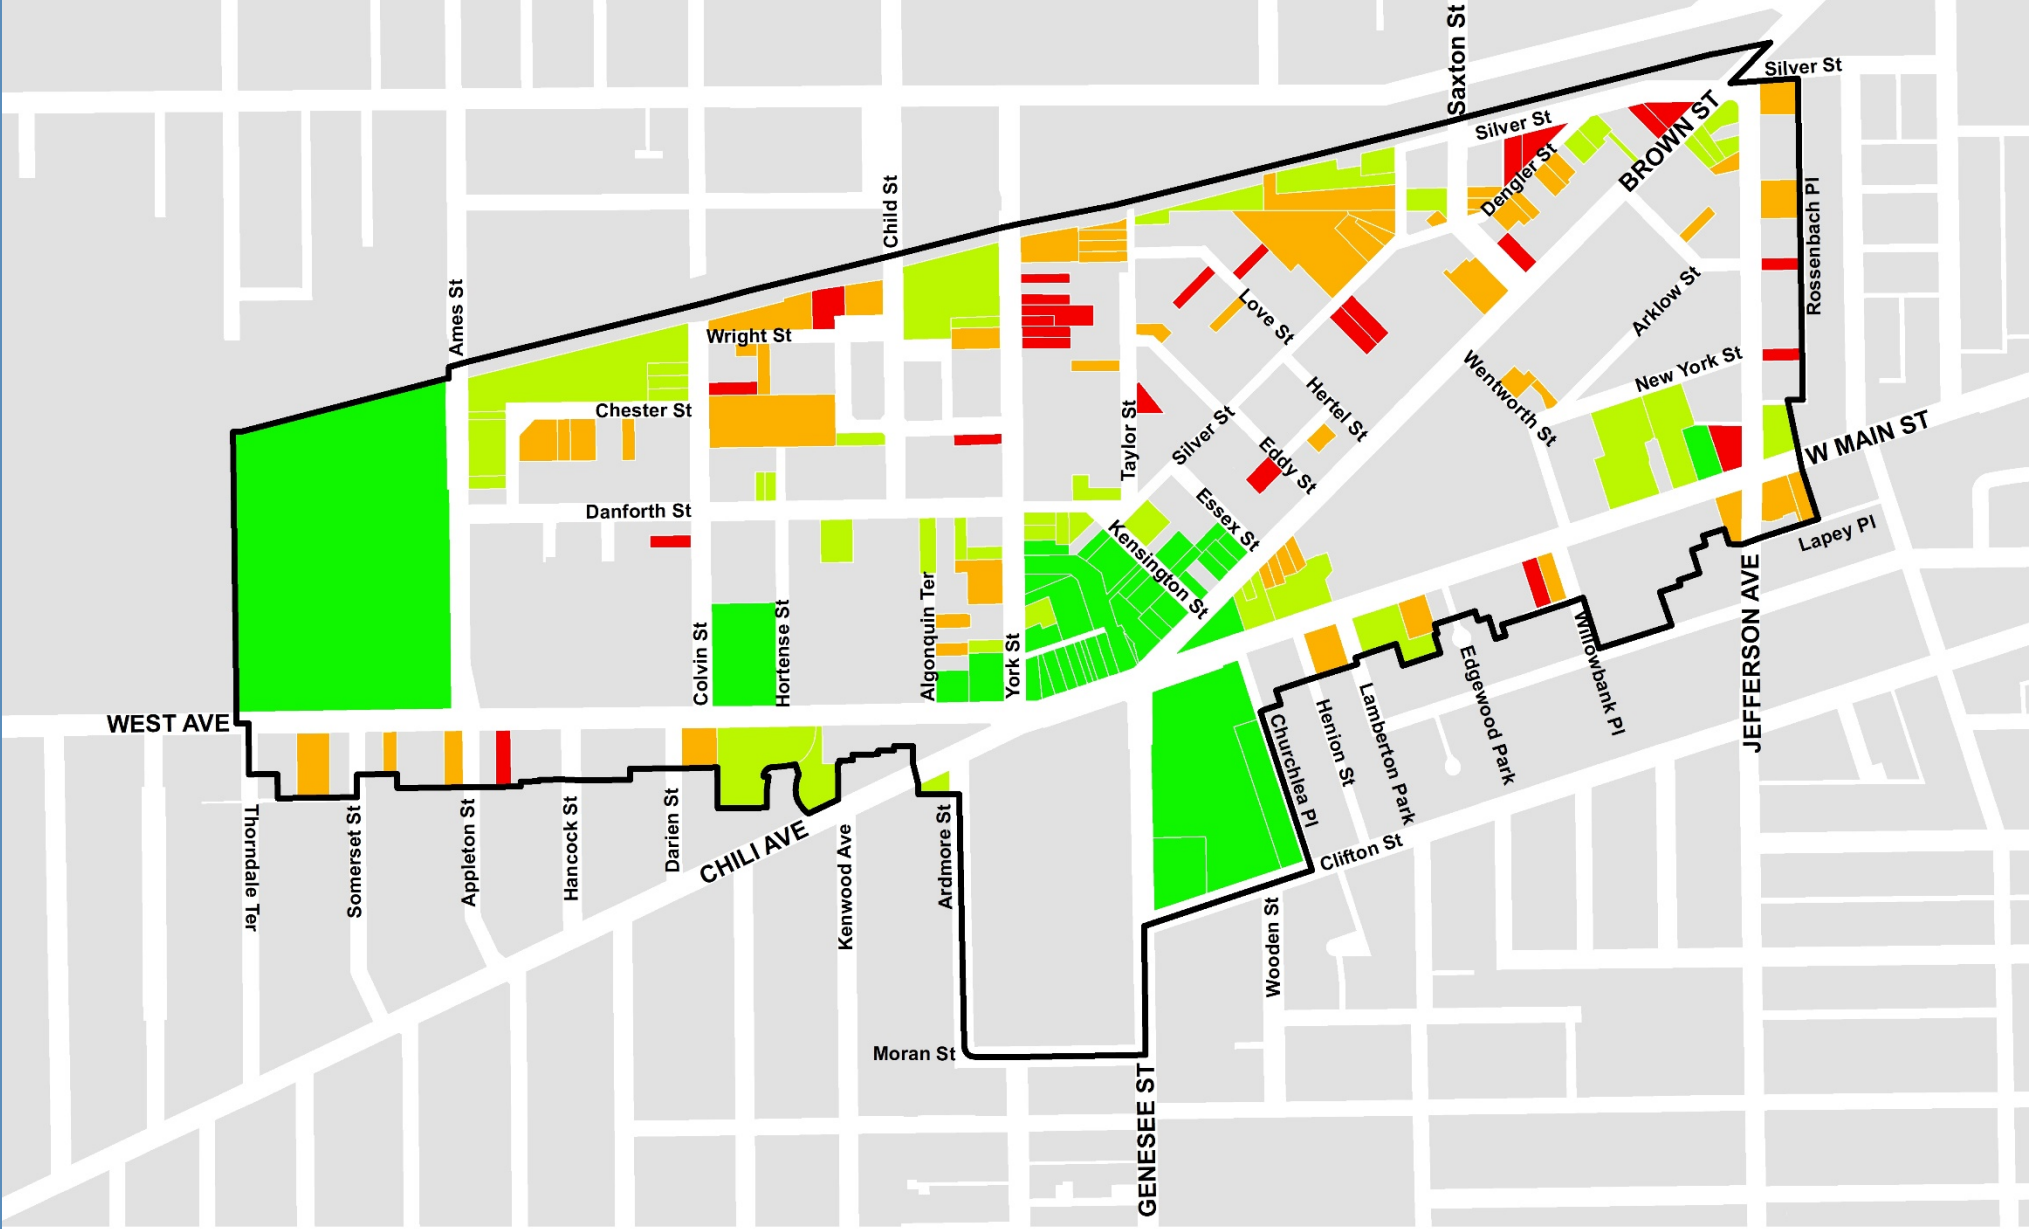 Saxton St
Silver St
Silver St
BROWN ST
Dengler St
Child St
Rosenbach Pl
Ames St
Love St
Arklow St
Wright St
New York St
Wentworth St
Hertel St
Chester St
Taylor St
Silver St
W MAIN ST
Eddy St
Danforth St
Essex St
Lapey Pl
Kensington St
Algonquin Ter
Colvin St
Hortense St
York St
JEFFERSON AVE
Willowbank Pl
Edgewood Park
WEST AVE
Lamberton Park
Henion St
Churchlea Pl
Thorndale Ter
Somerset St
Appleton St
Hancock St
Darien St
CHILI AVE
Kenwood Ave
Ardmore St
Clifton St
Wooden St
Moran St
GENESEE ST